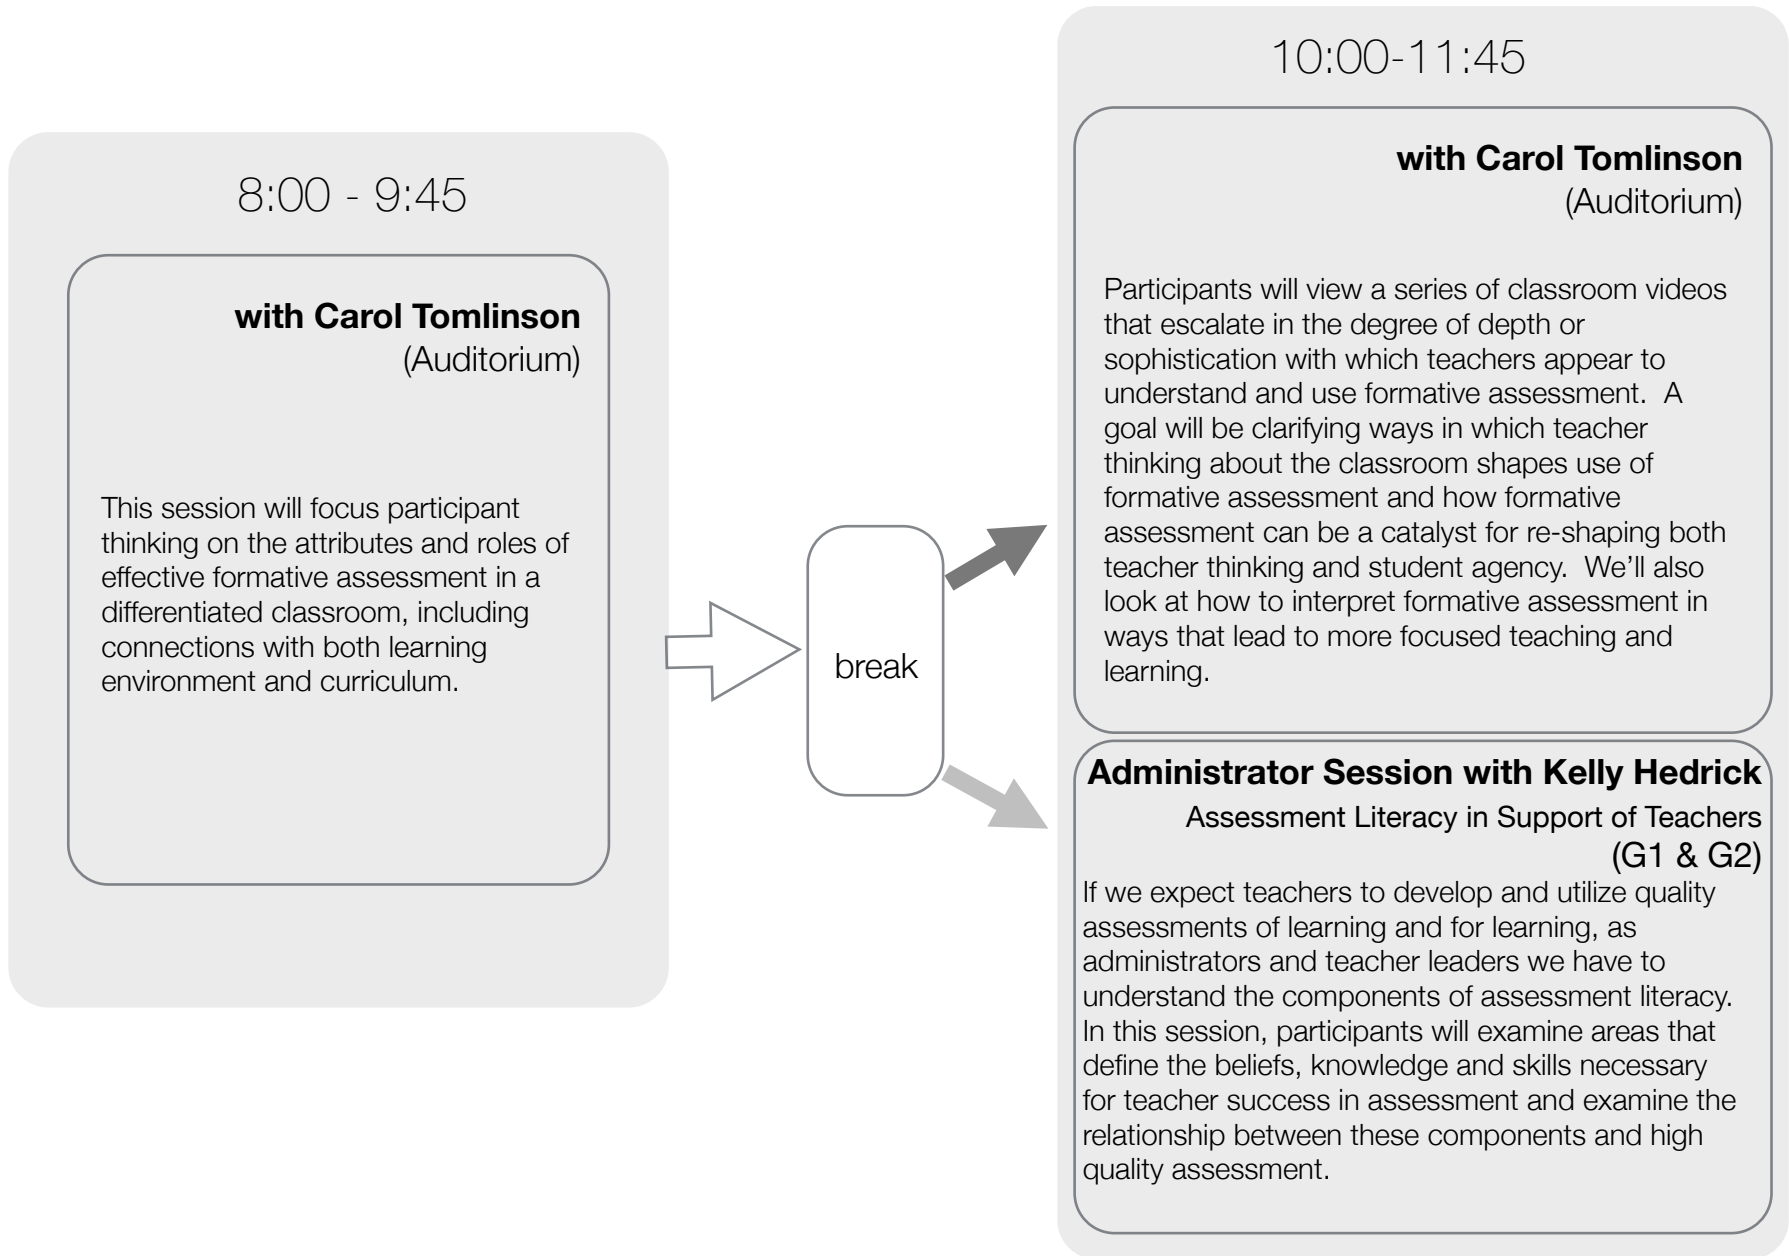 8:00 - 9:45
with Carol Tomlinson
(Auditorium)
This session will focus participant
thinking on the attributes and roles of
effective formative assessment in a
differentiated classroom, including
connections with both learning
environment and curriculum.
break
10:00-11:45
with Carol Tomlinson
(Auditorium)
Participants will view a series of classroom videos
that escalate in the degree of depth or
sophistication with which teachers appear to
understand and use formative assessment.  A
goal will be clarifying ways in which teacher
thinking about the classroom shapes use of
formative assessment and how formative
assessment can be a catalyst for re-shaping both
teacher thinking and student agency.  We’ll also
look at how to interpret formative assessment in
ways that lead to more focused teaching and
learning.
Administrator Session with Kelly Hedrick
Assessment Literacy in Support of Teachers
(G1 & G2)
If we expect teachers to develop and utilize quality
assessments of learning and for learning, as
administrators and teacher leaders we have to
understand the components of assessment literacy.
In this session, participants will examine areas that
define the beliefs, knowledge and skills necessary
for teacher success in assessment and examine the
relationship between these components and high
quality assessment.